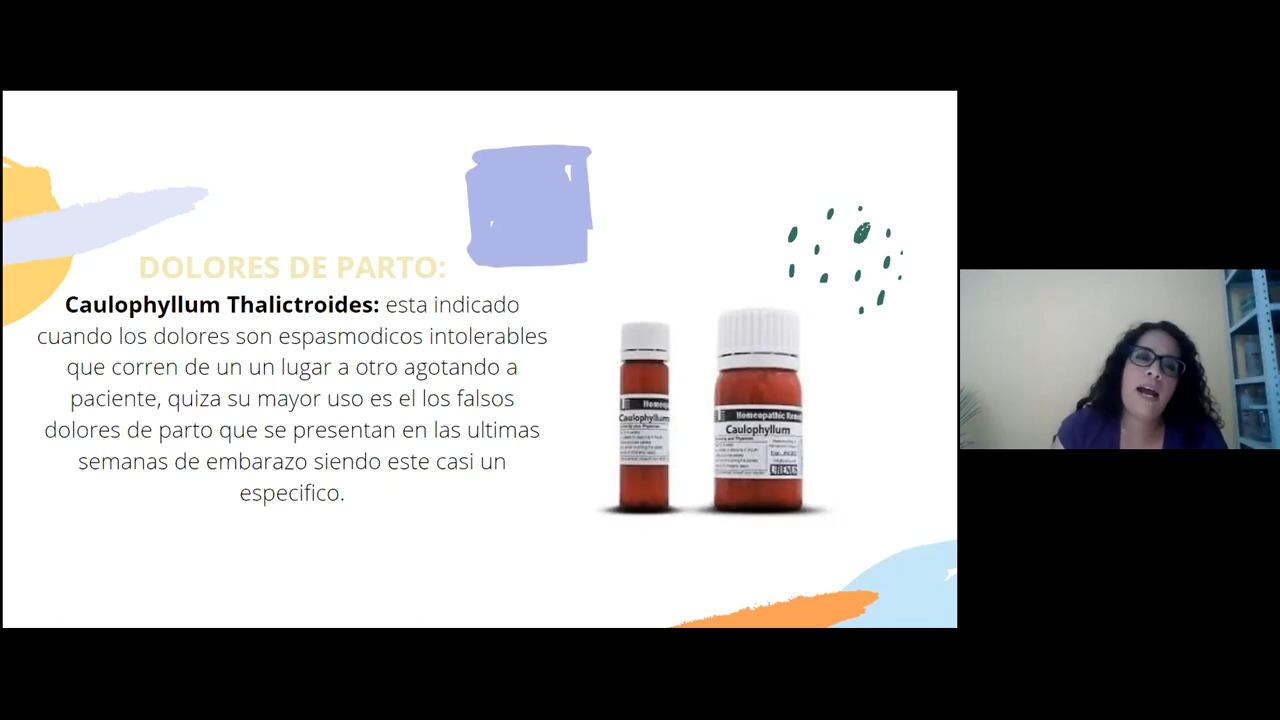 DOLORES DE PARTO:
Caulophyllum Thalictroides: esta indicado
cuando los dolores son espasmodicos intolerables
que corren de un un lugar a otro agotando a
paciente, quiza su mayor uso es el los falsos
dolores de parto que se presentan en las ultimas
semanas de embarazo siendo este casi un
especifico.
Caulophyllum
Homeopathic
Caulophyllum